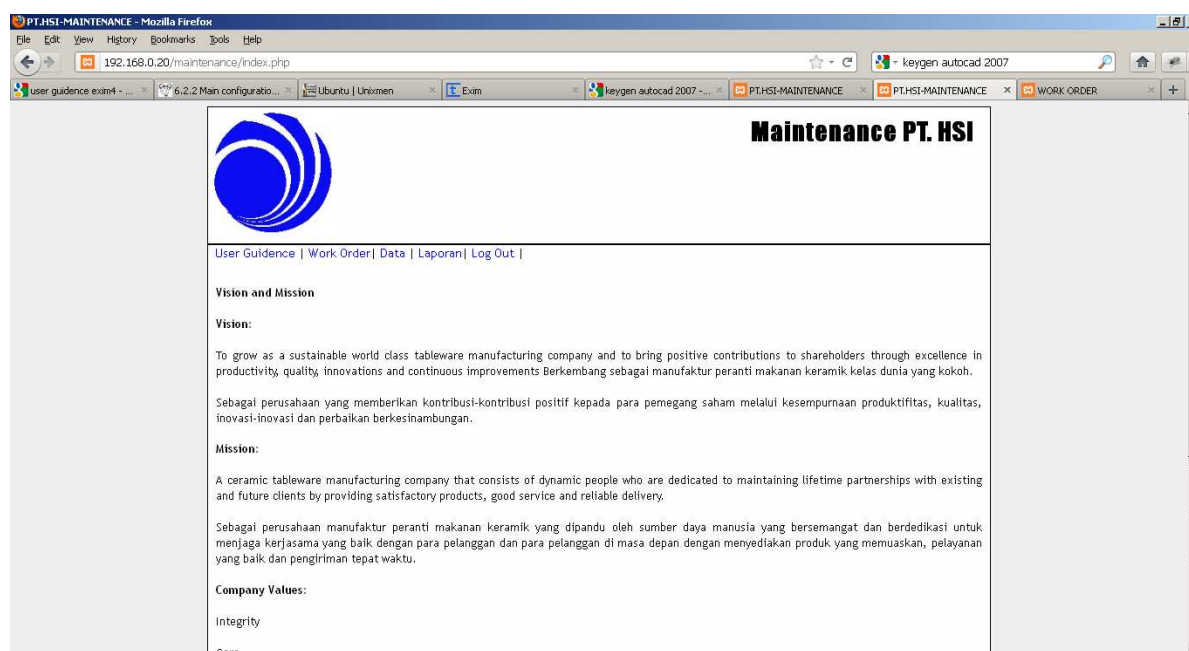 PT.HSI-MAINTENANCE - Mozilla Firefox
File Edit View History Bookmarks Tools Help
192.168.0.20/maintenance/index.php
keygen autocad 2007
user guidence exim4 - ...
6.2.2 Main configuratio...
Ubuntu | Unixmen
Exim
keygen autocad 2007 -...
PT.HSI-MAINTENANCE
PT.HSI-MAINTENANCE
WORK ORDER
Maintenance PT. HSI
User Guidence | Work Order| Data | Laporan| Log Out |
Vision and Mission
Vision:
To grow as a sustainable world class tableware manufacturing company and to bring positive contributions to shareholders through excellence in
productivity, quality, innovations and continuous improvements Berkembang sebagai manufaktur peranti makanan keramik kelas dunia yang kokoh.
Sebagai perusahaan yang memberikan kontribusi-kontribusi positif kepada para pemegang saham melalui kesempurnaan produktifitas, kualitas,
inovasi-inovasi dan perbaikan berkesinambungan.
Mission:
A ceramic tableware manufacturing company that consists of dynamic people who are dedicated to maintaining lifetime partnerships with existing
and future clients by providing satisfactory products, good service and reliable delivery.
Sebagai perusahaan manufaktur peranti makanan keramik yang dipandu oleh sumber daya manusia yang bersemangat dan berdedikasi untuk
menjaga kerjasama yang baik dengan para pelanggan dan para pelanggan di masa depan dengan menyediakan produk yang memuaskan, pelayanan
yang baik dan pengiriman tepat waktu.
Company Values:
Integrity